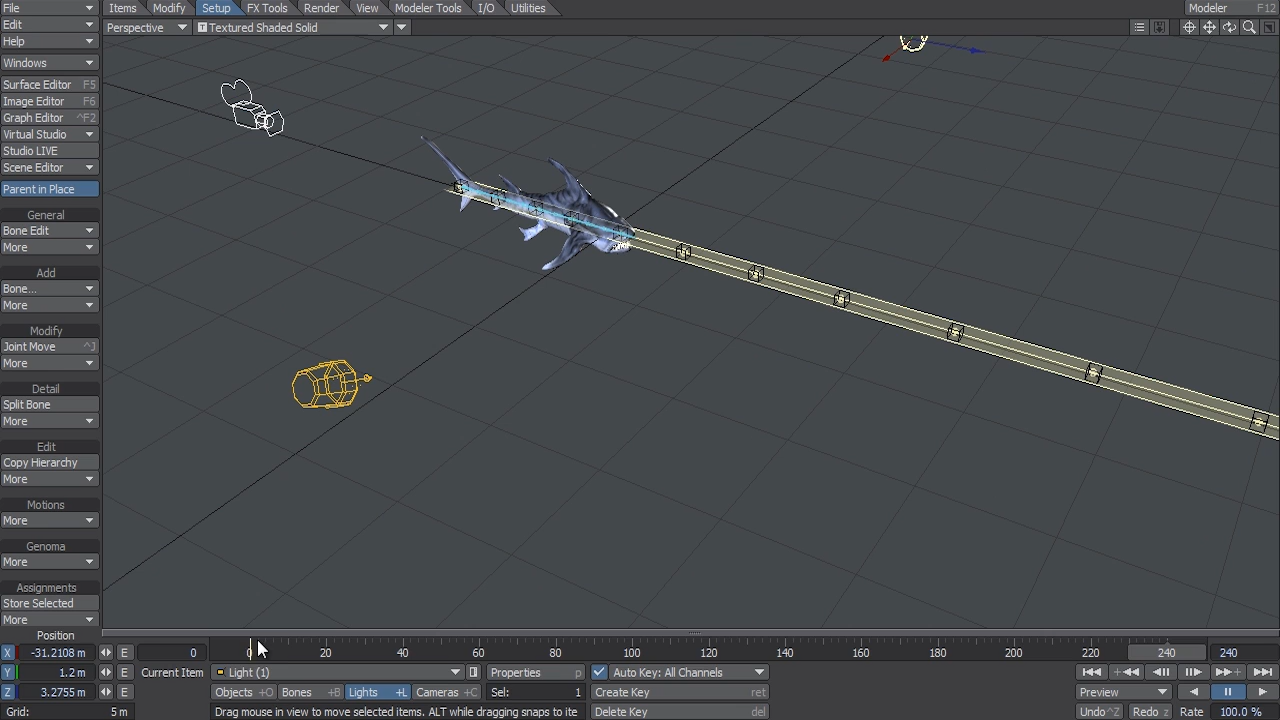 File Items Modify Setup FX Tools Render View Modeler Tools I/O Utilities Modeler F12
Edit Perspective T Textured Shaded Solid
Help
Windows
Surface Editor F5
Image Editor F6
Graph Editor ^F2
Virtual Studio
Studio LIVE
Scene Editor
Parent in Place
General
Bone Edit
More
Add
Bone...
More
Modify
Joint Move ^J
More
Detail
Split Bone
More
Edit
Copy Hierarchy
More
Motions
More
Genoma
More
Assignments
Store Selected
More
Position
X -31.2108 m E 0 0 20 40 60 80 100 120 140 160 180 200 220 240 240
Y 1.2 m E Current Item Light (1) Properties p Auto Key: All Channels
Z 3.2755 m E Objects +O Bones +B Lights +L Cameras +C Sel: 1 Create Key ret Preview
Grid: 5 m Drag mouse in view to move selected items. ALT while dragging snaps to ite Delete Key del Undo ^Z Redo z Rate 100.0 %